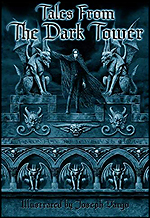 Tales From
The Dark Tower
Illustrated by Joseph Vargo